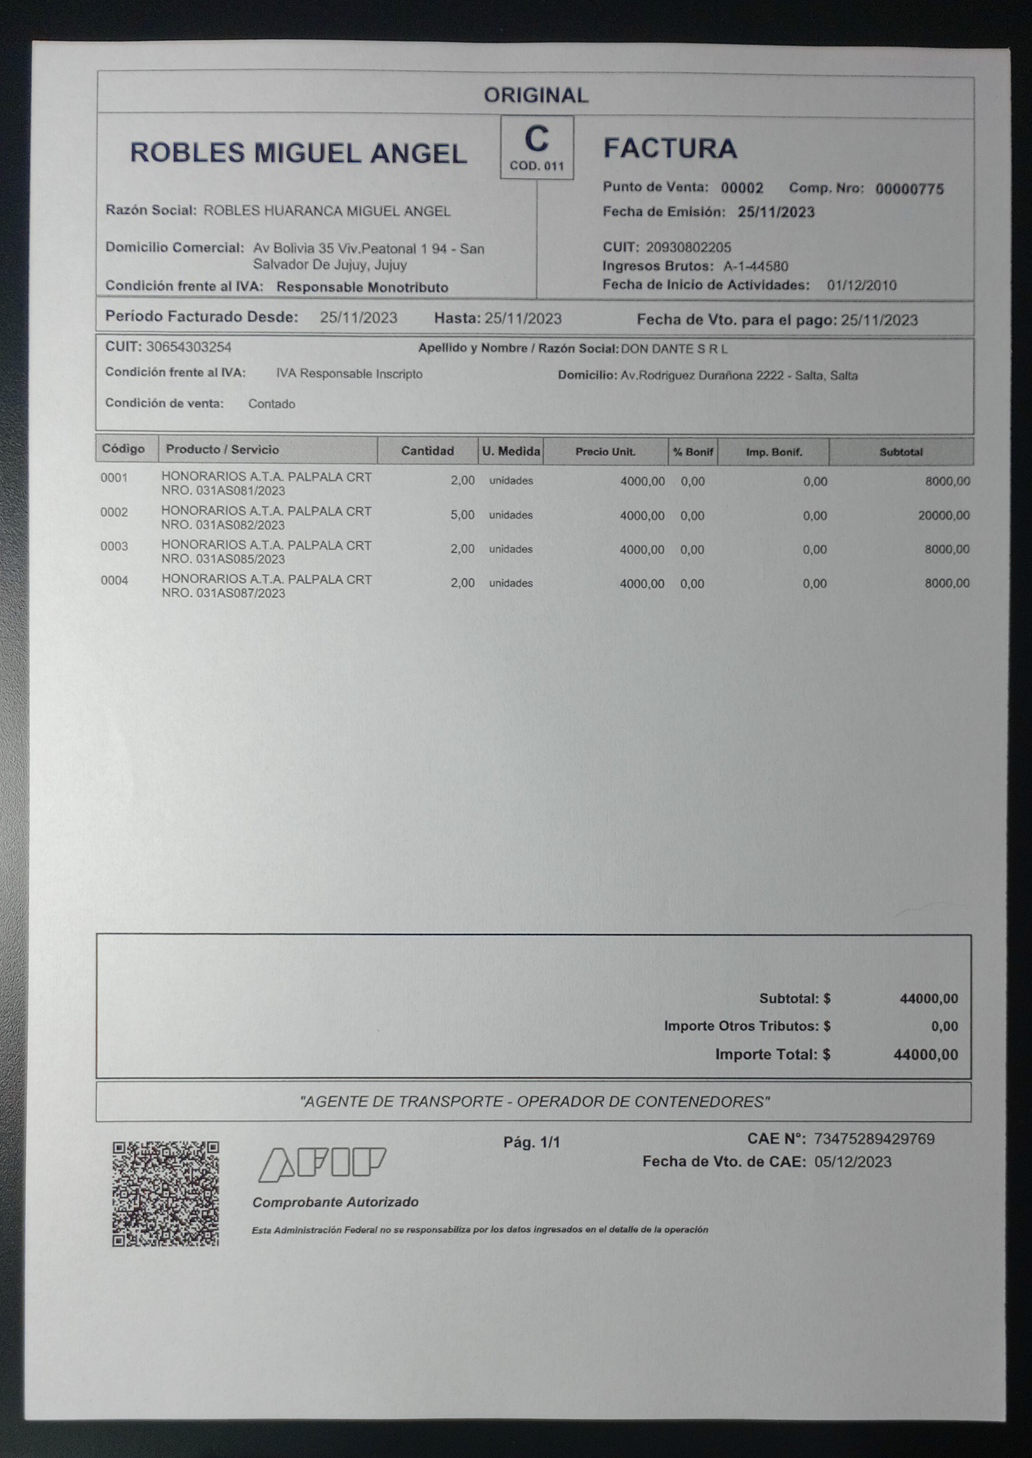 ORIGINAL
ROBLES MIGUEL ANGEL
C
COD. 011
FACTURA
Punto de Venta: 00002 Comp. Nro: 00000775
Razón Social: ROBLES HUARANCA MIGUEL ANGEL
Fecha de Emisión: 25/11/2023
Domicilio Comercial: Av Bolivia 35 Viv.Peatonal 1 94 - San
Salvador De Jujuy, Jujuy
CUIT: 20930802205
Ingresos Brutos: A-1-44580
Condición frente al IVA: Responsable Monotributo
Fecha de Inicio de Actividades: 01/12/2010
Período Facturado Desde: 25/11/2023 Hasta: 25/11/2023 Fecha de Vto. para el pago: 25/11/2023
CUIT: 30654303254 Apellido y Nombre / Razón Social: DON DANTE S R L
Condición frente al IVA: IVA Responsable Inscripto Domicilio: Av.Rodriguez Durañona 2222 - Salta, Salta
Condición de venta: Contado
Código Producto / Servicio Cantidad U. Medida Precio Unit. % Bonif Imp. Bonif. Subtotal
0001 HONORARIOS A.T.A. PALPALA CRT 2,00 unidades 4000,00 0,00 0,00 8000,00
NRO. 031AS081/2023
0002 HONORARIOS A.T.A. PALPALA CRT 5,00 unidades 4000,00 0,00 0,00 20000,00
NRO. 031AS082/2023
0003 HONORARIOS A.T.A. PALPALA CRT 2,00 unidades 4000,00 0,00 0,00 8000,00
NRO. 031AS085/2023
0004 HONORARIOS A.T.A. PALPALA CRT 2,00 unidades 4000,00 0,00 0,00 8000,00
NRO. 031AS087/2023
Subtotal: $ 44000,00
Importe Otros Tributos: $ 0,00
Importe Total: $ 44000,00
"AGENTE DE TRANSPORTE - OPERADOR DE CONTENEDORES"
AFIP
Pág. 1/1
CAE N°: 73475289429769
Fecha de Vto. de CAE: 05/12/2023
Comprobante Autorizado
Esta Administración Federal no se responsabiliza por los datos ingresados en el detalle de la operación